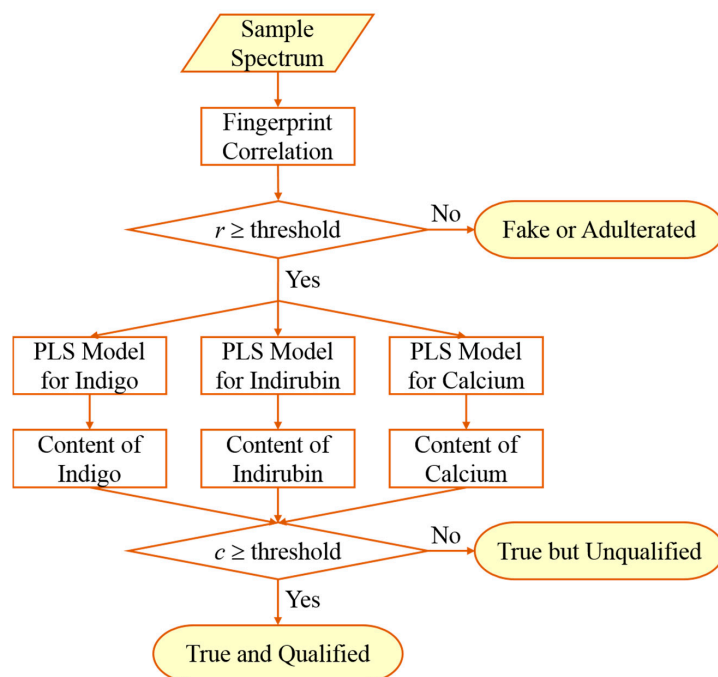 Sample
Spectrum
Fingerprint
Correlation
r ≥ threshold
No
Fake or Adulterated
Yes
PLS Model
for Indigo
PLS Model
for Indirubin
PLS Model
for Calcium
Content of
Indigo
Content of
Indirubin
Content of
Calcium
c ≥ threshold
No
True but Unqualified
Yes
True and Qualified